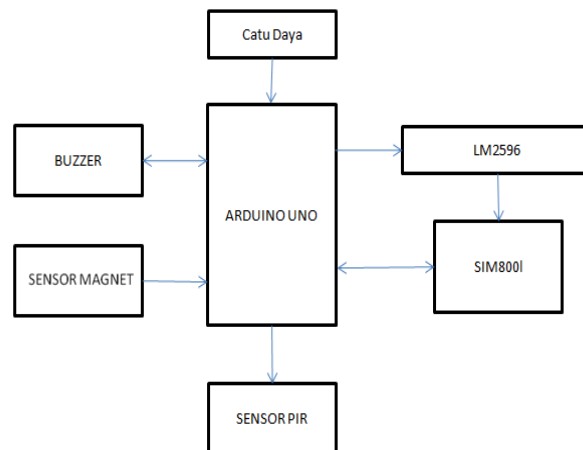 Catu Daya
BUZZER
LM2596
ARDUINO UNO
SENSOR MAGNET
SIM800l
SENSOR PIR